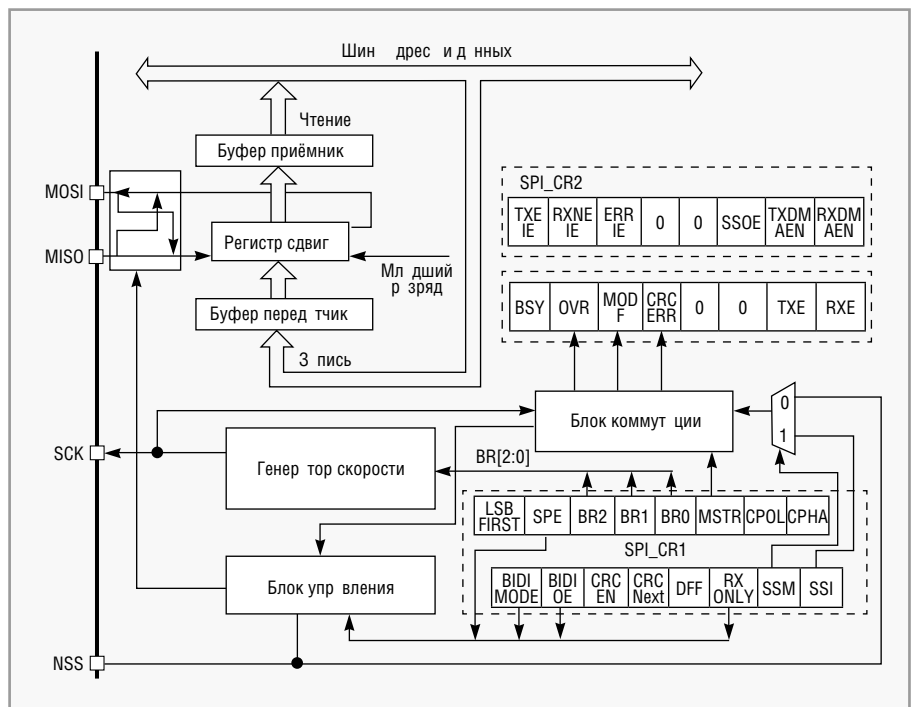 Шин дрес и д нных
Чтение
Буфер приёмник
MOSI
MISO
Регистр сдвиг
Мл дший
р зряд
Буфер перед тчик
З пись
SPI_CR2
TXE IE
RXNE IE
ERR IE
0
0
SSOE
TXDM AEN
RXDM AEN
BSY
OVR
MOD F
CRC ERR
0
0
TXE
RXE
Блок коммут ции
0
1
SCK
Генер тор скорости
BR[2:0]
LSB FIRST
SPE
BR2
BR1
BR0
MSTR
CPOL
CPHA
SPI_CR1
Блок упр вления
BIDI MODE
BIDI OE
CRC EN
CRC Next
DFF
RX ONLY
SSM
SSI
NSS